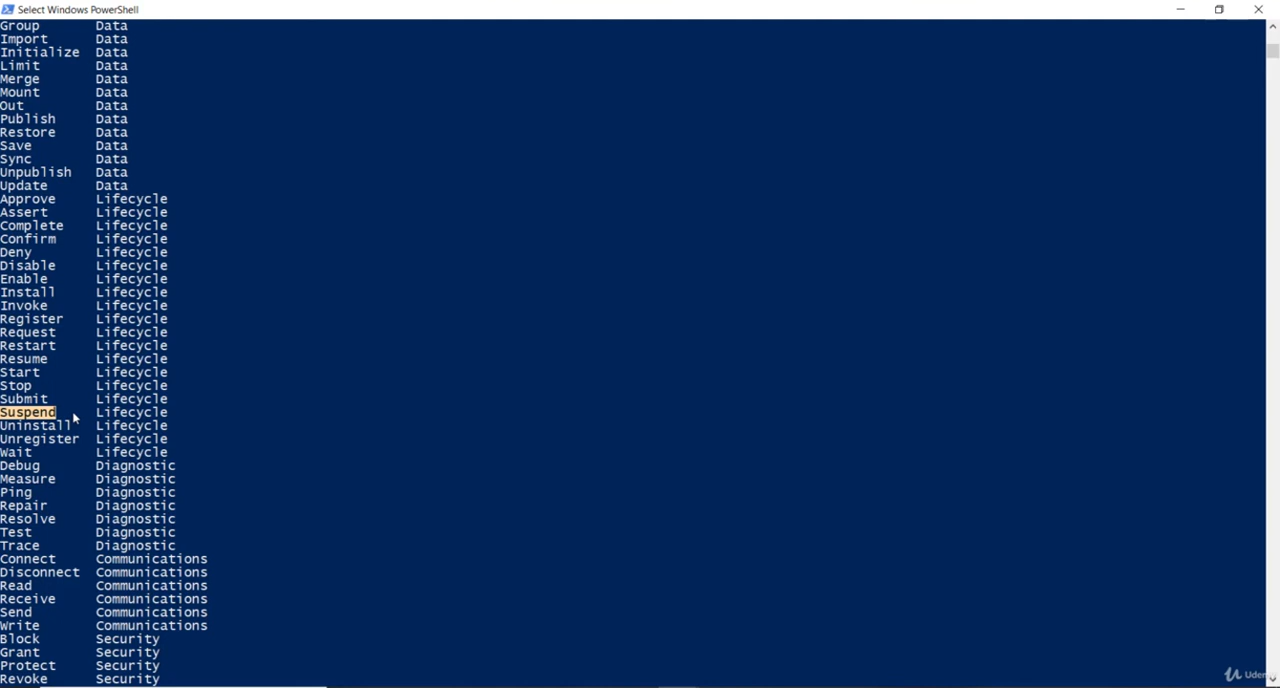 Select Windows PowerShell
Group Data
Import Data
Initialize Data
Limit Data
Merge Data
Mount Data
Out Data
Publish Data
Restore Data
Save Data
Sync Data
Unpublish Data
Update Data
Approve Lifecycle
Assert Lifecycle
Complete Lifecycle
Confirm Lifecycle
Deny Lifecycle
Disable Lifecycle
Enable Lifecycle
Install Lifecycle
Invoke Lifecycle
Register Lifecycle
Request Lifecycle
Restart Lifecycle
Resume Lifecycle
Start Lifecycle
Stop Lifecycle
Submit Lifecycle
Suspend Lifecycle
Uninstall Lifecycle
Unregister Lifecycle
Wait Lifecycle
Debug Diagnostic
Measure Diagnostic
Ping Diagnostic
Repair Diagnostic
Resolve Diagnostic
Test Diagnostic
Trace Diagnostic
Connect Communications
Disconnect Communications
Read Communications
Receive Communications
Send Communications
Write Communications
Block Security
Grant Security
Protect Security
Revoke Security